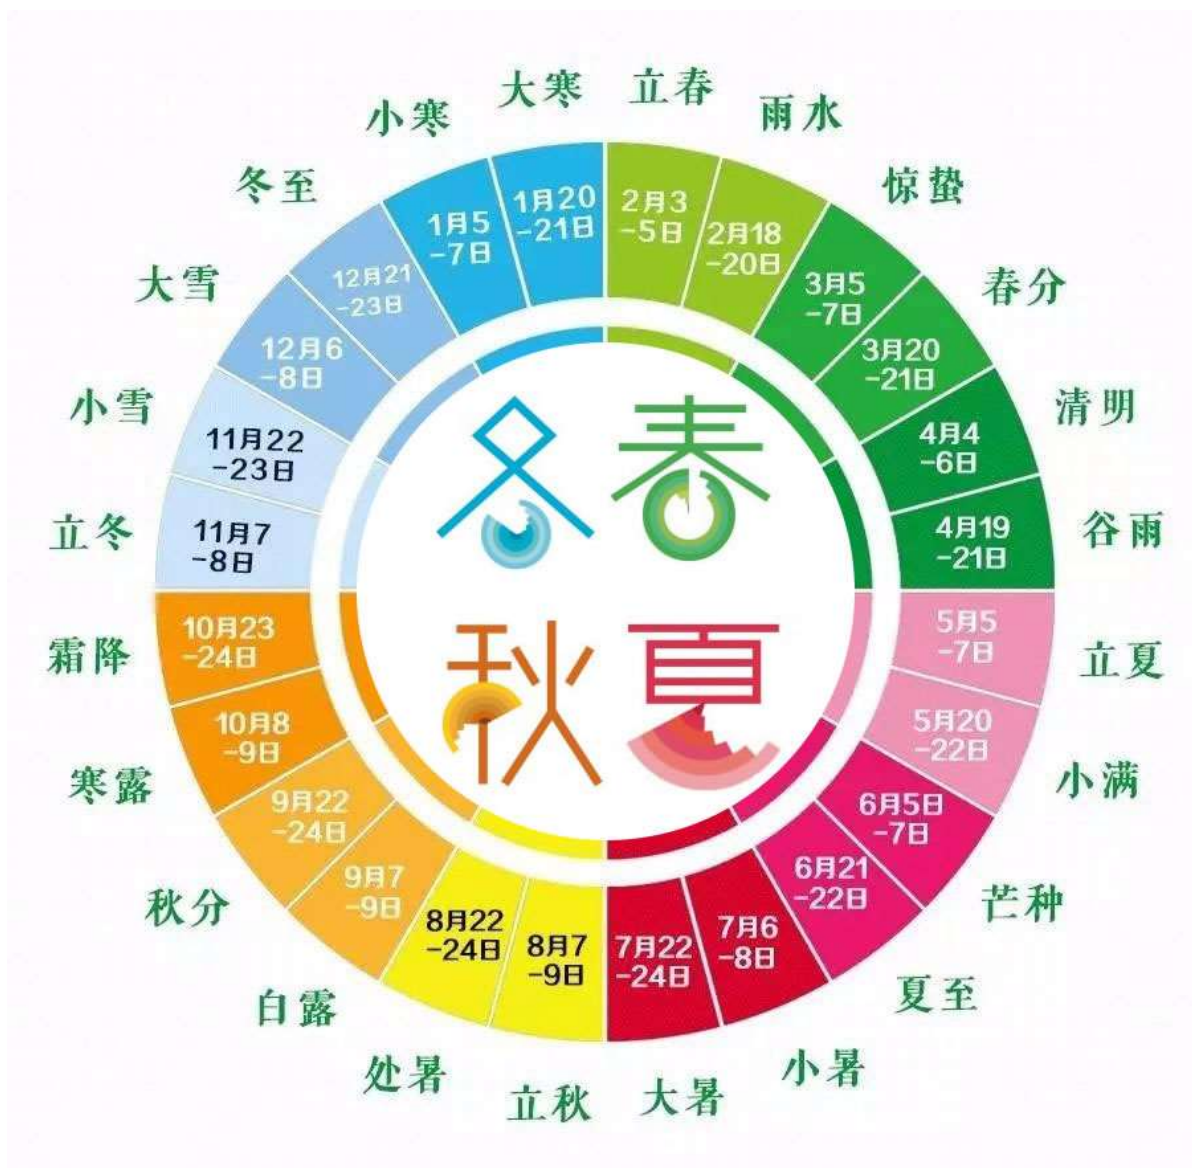 大寒
立春
小寒
雨水
冬至
惊蛰
大雪
春分
小雪
清明
立冬
谷雨
霜降
立夏
寒露
小满
秋分
芒种
白露
夏至
处暑
立秋
大暑
小暑
1月20
-21日
2月3
-5日
2月18
-20日
3月5
-7日
3月20
-21日
4月4
-6日
4月19
-21日
5月5
-7日
5月20
-22日
6月5日
-7日
6月21
-22日
7月6
-8日
7月22
-24日
8月7
-9日
8月22
-24日
9月7
-9日
9月22
-24日
10月8
-9日
10月23
-24日
11月7
-8日
11月22
-23日
12月6
-8日
12月21
-23日
1月5
-7日
冬 春
秋 夏